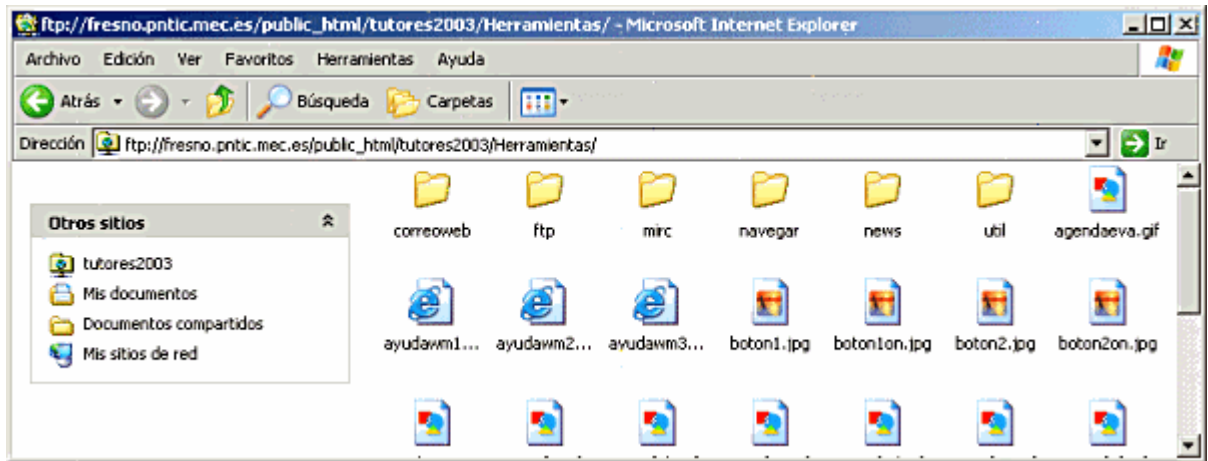 ftp://fresno.pntic.mec.es/public_html/tutores2003/Herramientas/ - Microsoft Internet Explorer
Archivo Edición Ver Favoritos Herramientas Ayuda
Atrás Búsqueda Carpetas
Dirección ftp://fresno.pntic.mec.es/public_html/tutores2003/Herramientas/ Ir
Otros sitios
tutores2003
Mis documentos
Documentos compartidos
Mis sitios de red
correoweb ftp mirc navegar news util agendaeva.gif
ayudawm1... ayudawm2... ayudawm3... boton1.jpg boton1on.jpg boton2.jpg boton2on.jpg